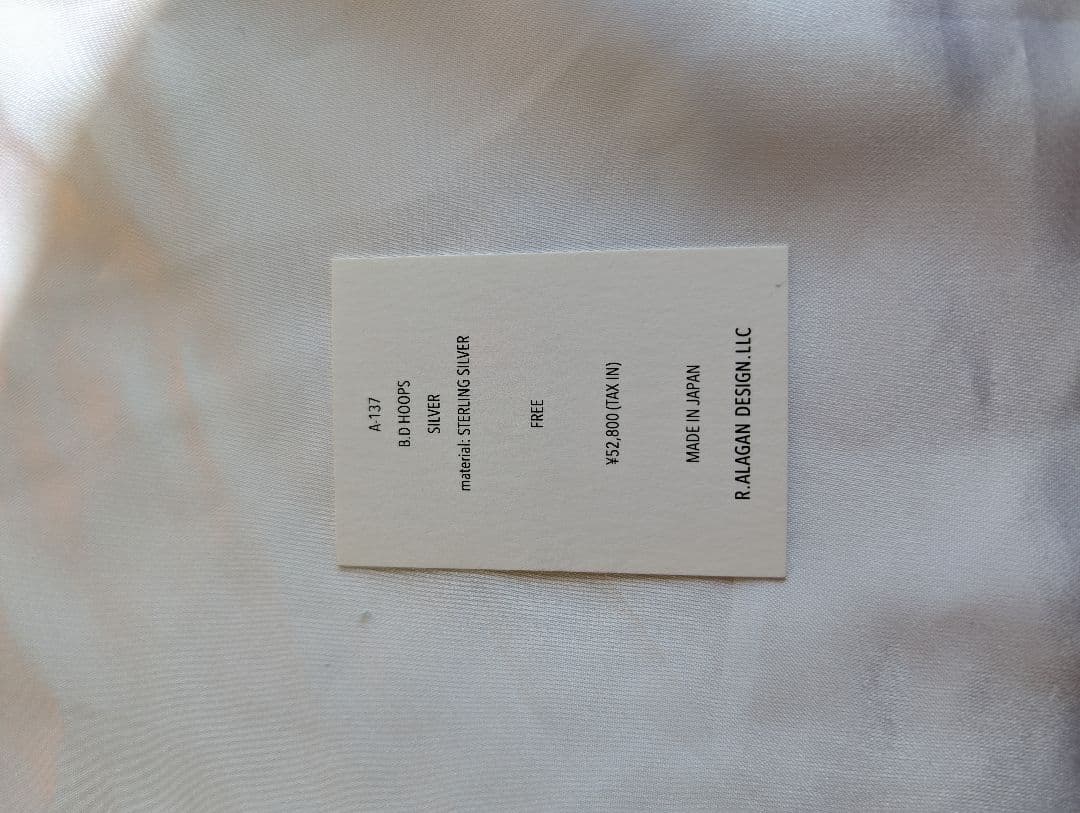 A-137
B.D HOOPS
SILVER
material: STERLING SILVER
FREE
¥52,800 (TAX IN)
MADE IN JAPAN
R.ALAGAN DESIGN.LLC